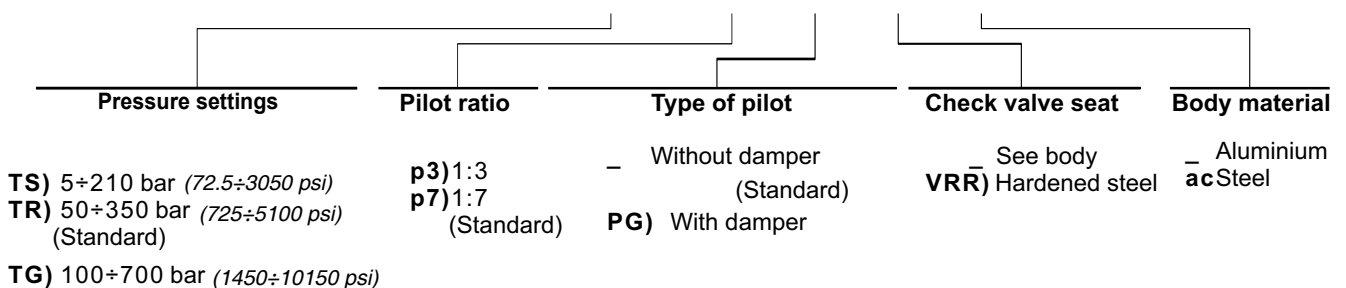 Pressure settings
TS) 5÷210 bar (72.5÷3050 psi)
TR) 50÷350 bar (725÷5100 psi)
(Standard)
TG) 100÷700 bar (1450÷10150 psi)
Pilot ratio
p3)1:3
p7)1:7
(Standard)
Type of pilot
_ Without damper
(Standard)
PG) With damper
Check valve seat
_ See body
VRR) Hardened steel
Body material
_ Aluminium
acSteel